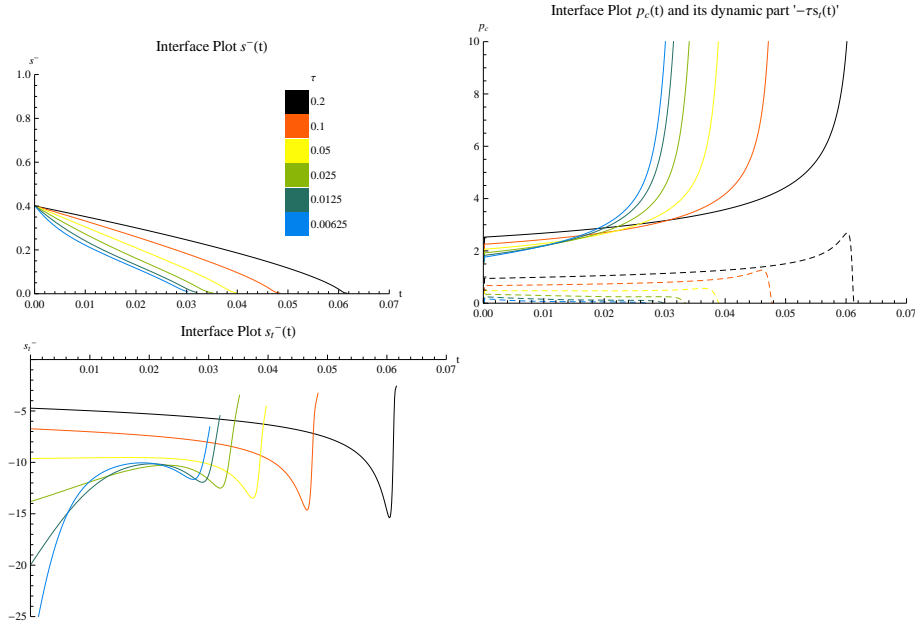 Interface Plot s⁻(t)
s⁻
1.0
0.8
0.6
0.4
0.2
0.0
0.00 0.01 0.02 0.03 0.04 0.05 0.06 0.07
t
τ
0.2
0.1
0.05
0.025
0.0125
0.00625
Interface Plot p_c(t) and its dynamic part '−τs_t(t)'
p_c
10
8
6
4
2
0
0.00 0.01 0.02 0.03 0.04 0.05 0.06 0.07
Interface Plot s_t⁻(t)
s_t⁻
t
0.01 0.02 0.03 0.04 0.05 0.06 0.07
−5
−10
−15
−20
−25